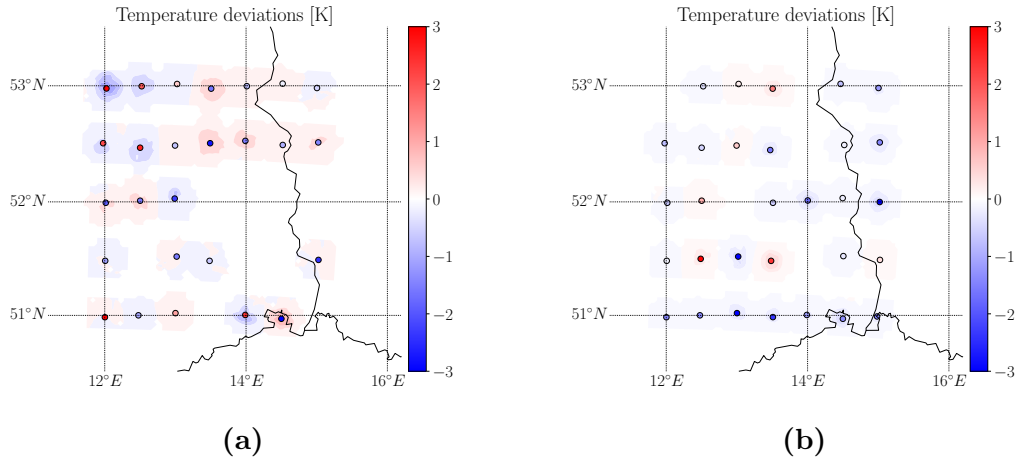 Temperature deviations [K]
53°N
52°N
51°N
12°E
14°E
16°E
3
2
1
0
−1
−2
−3
(a)
Temperature deviations [K]
53°N
52°N
51°N
12°E
14°E
16°E
3
2
1
0
−1
−2
−3
(b)